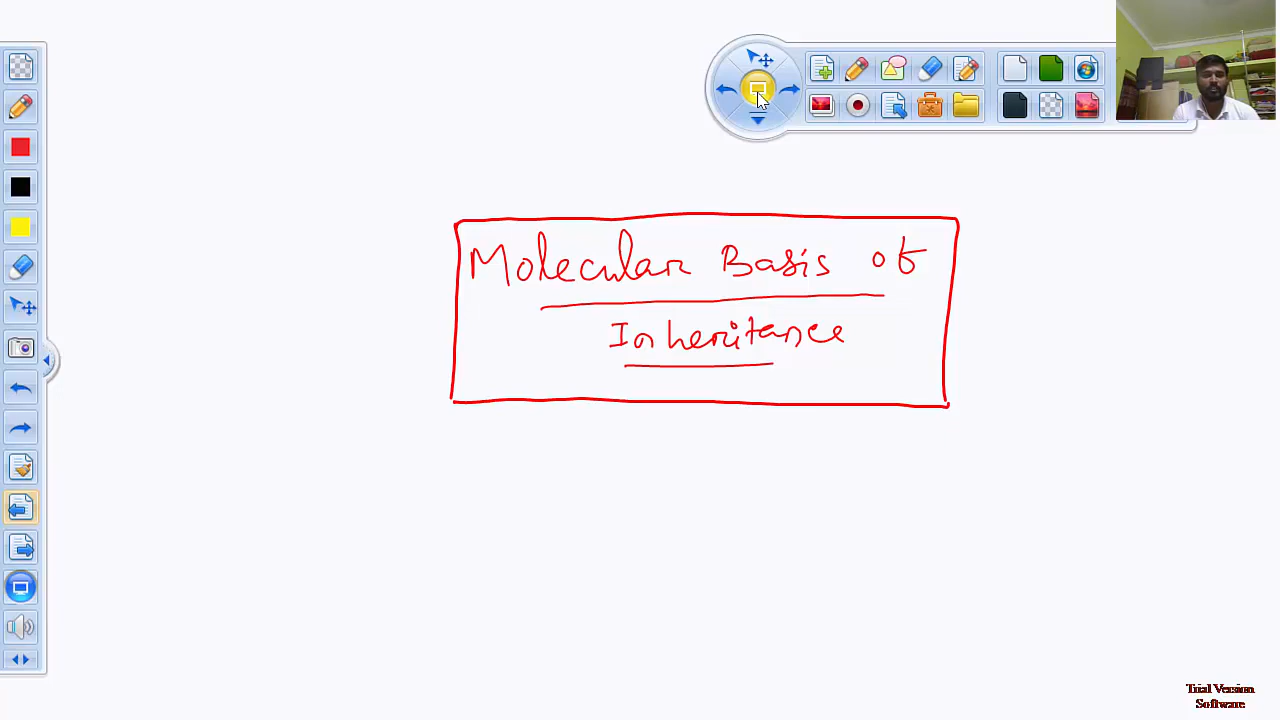 Molecular Basis of
Inheritance
Trial Version
Software